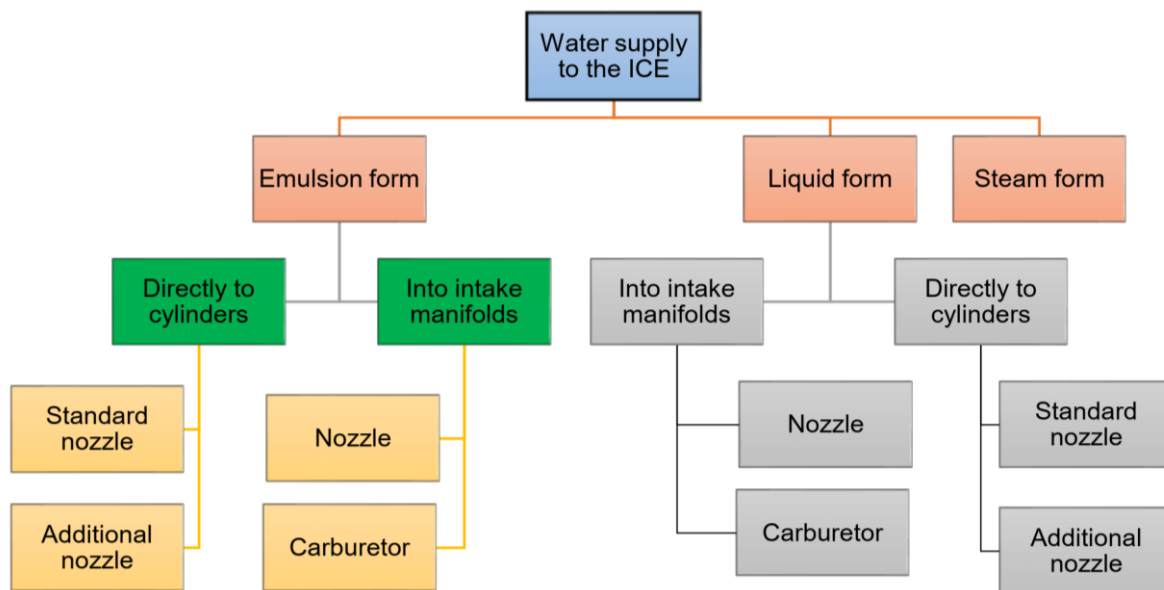 Water supply
to the ICE
Emulsion form
Liquid form
Steam form
Directly to
cylinders
Into intake
manifolds
Into intake
manifolds
Directly to
cylinders
Standard
nozzle
Nozzle
Nozzle
Standard
nozzle
Additional
nozzle
Carburetor
Carburetor
Additional
nozzle